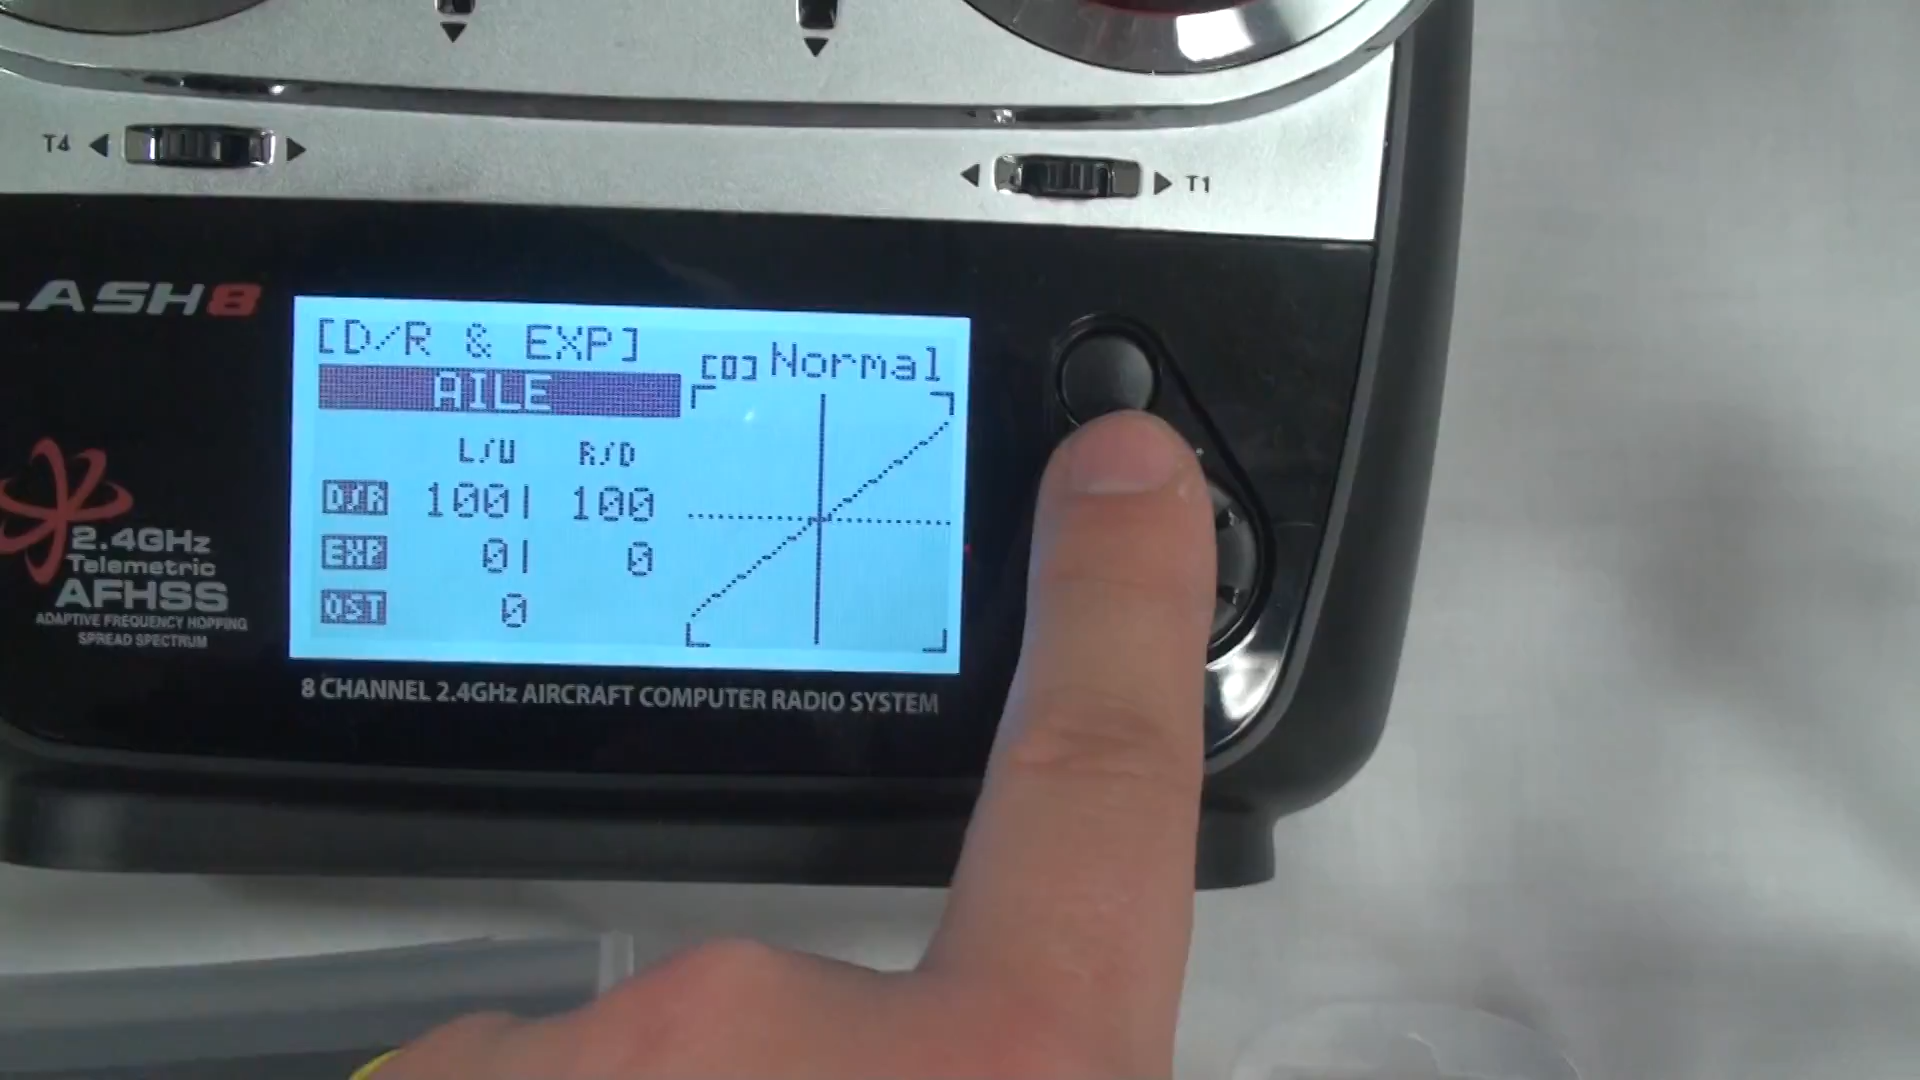 T4
T1
LASH8
[D/R & EXP]
[0] Normal
AILE
L/U R/D
D/R 100| 100
EXP 0| 0
OST 0
2.4GHz
Telemetric
AFHSS
ADAPTIVE FREQUENCY HOPPING
SPREAD SPECTRUM
8 CHANNEL 2.4GHz AIRCRAFT COMPUTER RADIO SYSTEM